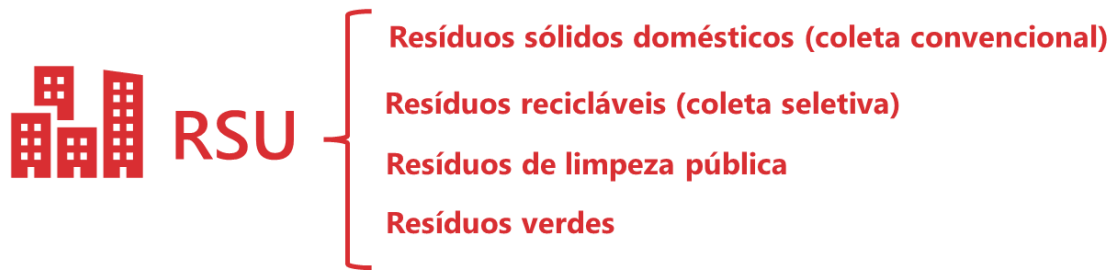 RSU
Resíduos sólidos domésticos (coleta convencional)
Resíduos recicláveis (coleta seletiva)
Resíduos de limpeza pública
Resíduos verdes